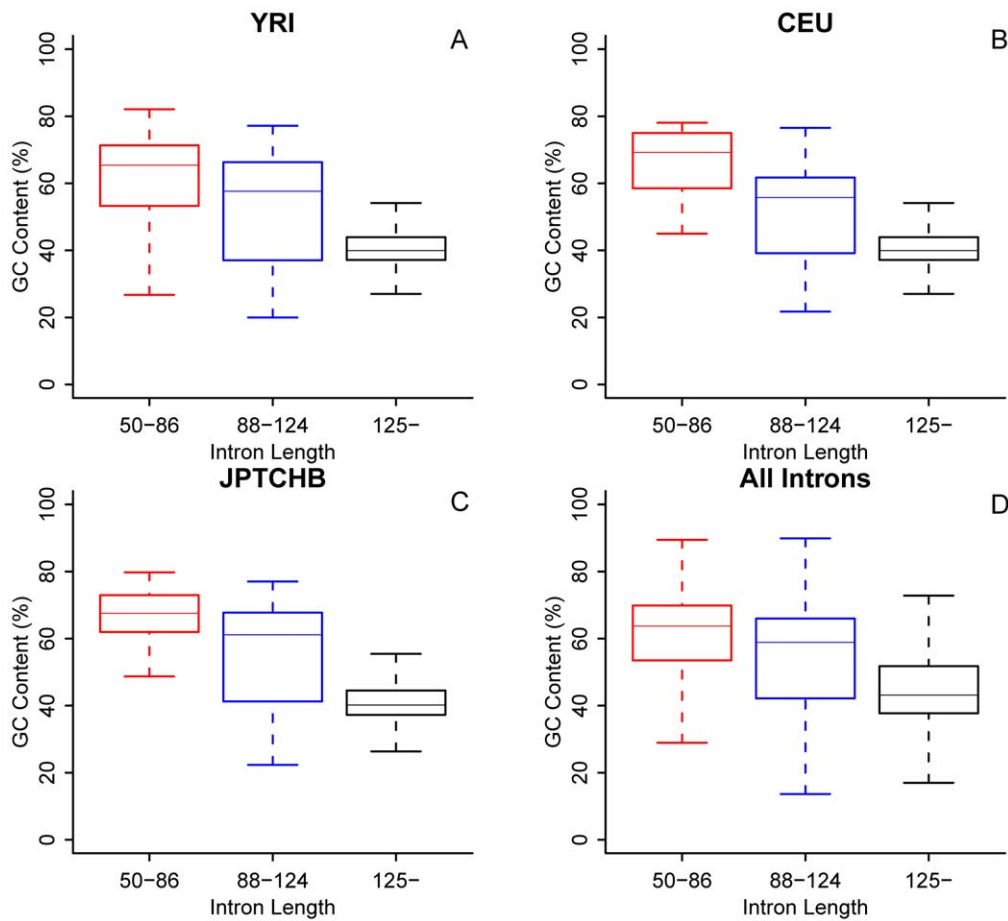 YRI
A
GC Content (%)
100
80
60
40
20
0
50-86
88-124
125-
Intron Length
CEU
B
GC Content (%)
100
80
60
40
20
0
50-86
88-124
125-
Intron Length
JPTCHB
C
GC Content (%)
100
80
60
40
20
0
50-86
88-124
125-
Intron Length
All Introns
D
GC Content (%)
100
80
60
40
20
0
50-86
88-124
125-
Intron Length